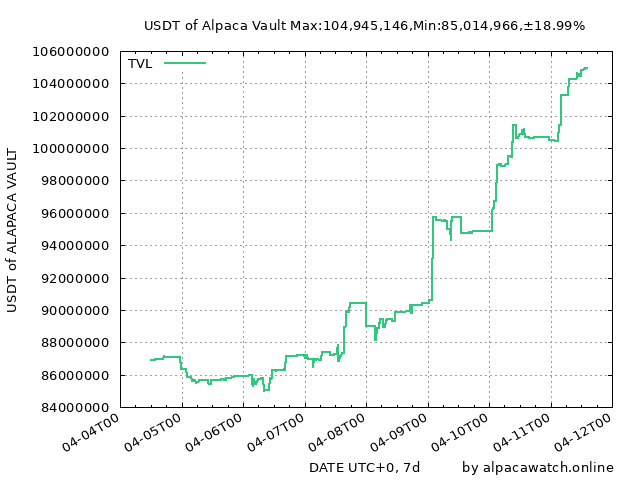 USDT of Alpaca Vault Max:104,945,146,Min:85,014,966,±18.99%
TVL
106000000
104000000
102000000
100000000
98000000
96000000
94000000
92000000
90000000
88000000
86000000
84000000
USDT of ALAPACA VAULT
04-04T00
04-05T00
04-06T00
04-07T00
04-08T00
04-09T00
04-10T00
04-11T00
04-12T00
DATE UTC+0, 7d
by alpacawatch.online